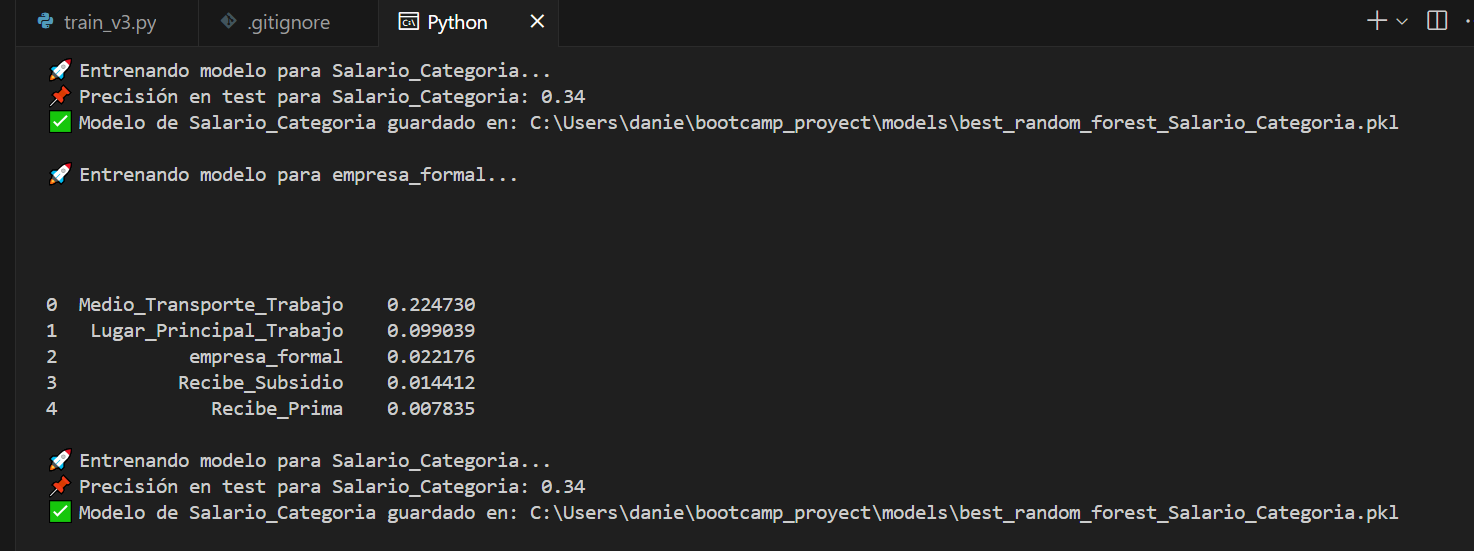 train_v3.py .gitignore Python
🚀 Entrenando modelo para Salario_Categoria...
📌 Precisión en test para Salario_Categoria: 0.34
✅ Modelo de Salario_Categoria guardado en: C:\Users\danie\bootcamp_proyect\models\best_random_forest_Salario_Categoria.pkl
🚀 Entrenando modelo para empresa_formal...
0 Medio_Transporte_Trabajo 0.224730
1 Lugar_Principal_Trabajo 0.099039
2 empresa_formal 0.022176
3 Recibe_Subsidio 0.014412
4 Recibe_Prima 0.007835
🚀 Entrenando modelo para Salario_Categoria...
📌 Precisión en test para Salario_Categoria: 0.34
✅ Modelo de Salario_Categoria guardado en: C:\Users\danie\bootcamp_proyect\models\best_random_forest_Salario_Categoria.pkl